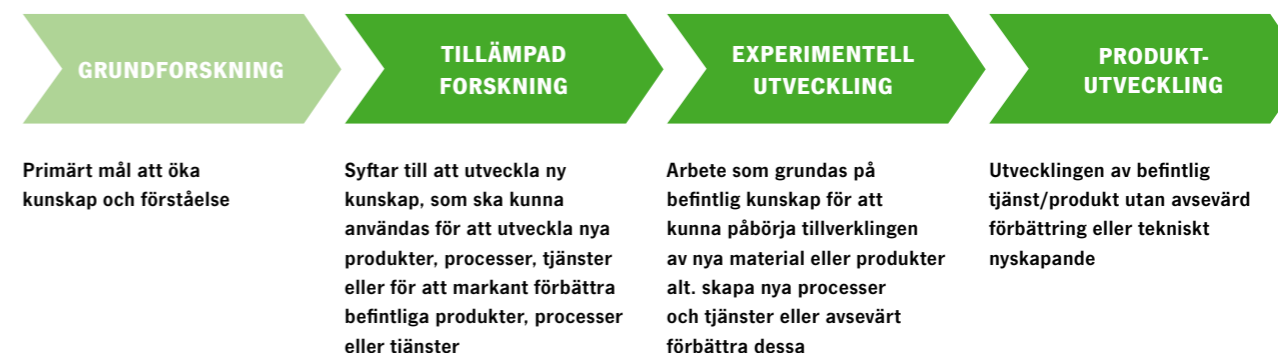 GRUNDFORSKNING
Primärt mål att öka
kunskap och förståelse
TILLÄMPAD
FORSKNING
Syftar till att utveckla ny
kunskap, som ska kunna
användas för att utveckla nya
produkter, processer, tjänster
eller för att markant förbättra
befintliga produkter, processer
eller tjänster
EXPERIMENTELL
UTVECKLING
Arbete som grundas på
befintlig kunskap för att
kunna påbörja tillverklingen
av nya material eller produkter
alt. skapa nya processer
och tjänster eller avsevärt
förbättra dessa
PRODUKT-
UTVECKLING
Utvecklingen av befintlig
tjänst/produkt utan avsevärd
förbättring eller tekniskt
nyskapande